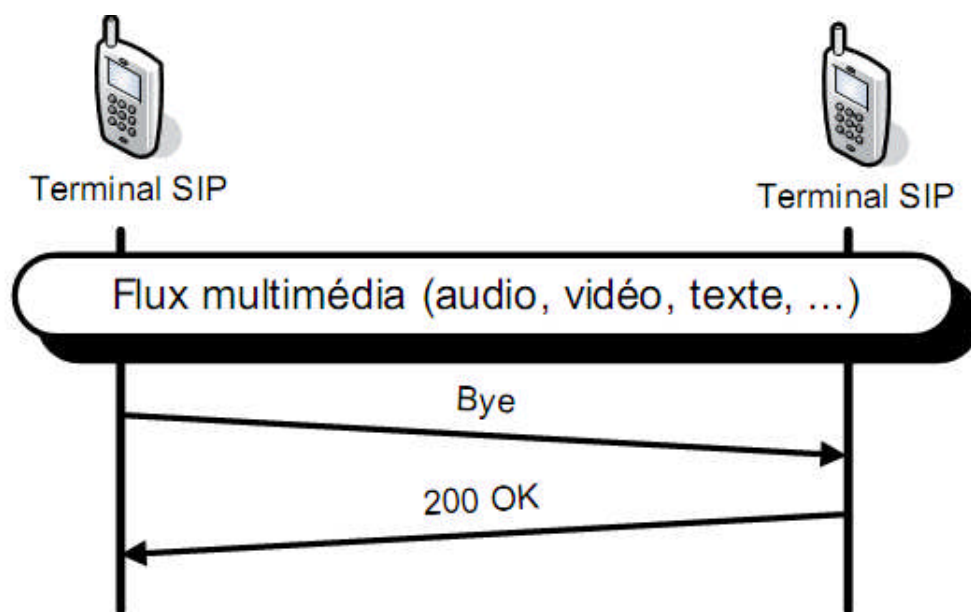 Terminal SIP
Terminal SIP
Flux multimédia (audio, vidéo, texte, ...)
Bye
200 OK